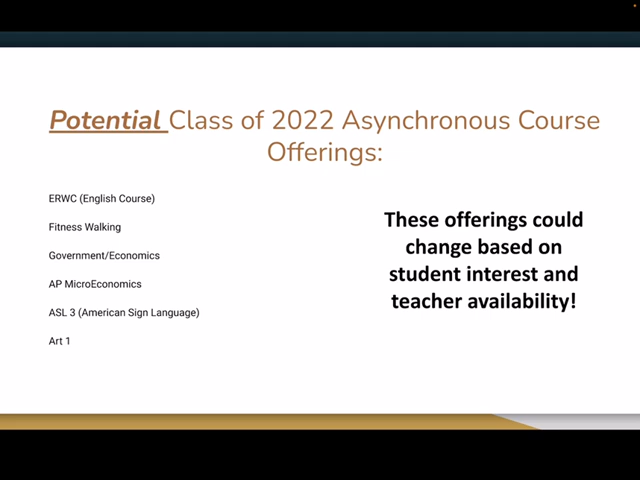 Potential Class of 2022 Asynchronous Course
Offerings:
ERWC (English Course)
Fitness Walking
Government/Economics
AP MicroEconomics
ASL 3 (American Sign Language)
Art 1
These offerings could
change based on
student interest and
teacher availability!